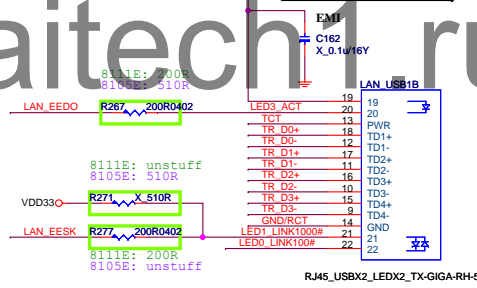 aitech1.ru
EMI
C162
X_0.1u/16Y
8111E: 200R
8105E: 510R
LAN_USB1B
LAN_EEDO
R267
200R0402
LED3_ACT
19
19
20
20
TCT
13
PWR
TR_D0+
18
TD1+
TR_D0-
12
TD1-
TR_D1+
17
TD2+
TR_D1-
11
TD2-
TR_D2+
16
TD3+
TR_D2-
10
TD3-
TR_D3+
15
TD4+
TR_D3-
9
TD4-
GND/RCT
14
GND
LED1_LINK1000#
21
21
LED0_LINK100#
22
22
8111E: unstuff
8105E: 510R
VDD33
R271
X_510R
LAN_EESK
R277
200R0402
8111E: 200R
8105E: unstuff
RJ45_USBX2_LEDX2_TX-GIGA-RH-5